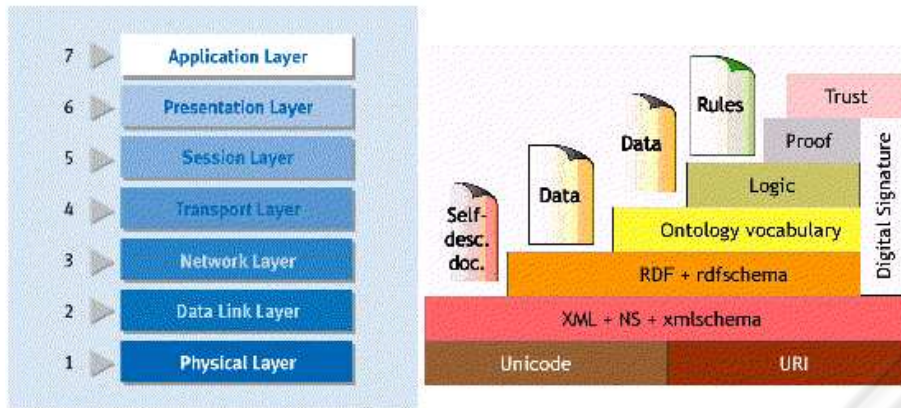 7 Application Layer
6 Presentation Layer
5 Session Layer
4 Transport Layer
3 Network Layer
2 Data Link Layer
1 Physical Layer
Rules
Trust
Data
Proof
Data
Logic
Self-
desc.
doc.
Ontology vocabulary
Digital Signature
RDF + rdfschema
XML + NS + xmlschema
Unicode
URI